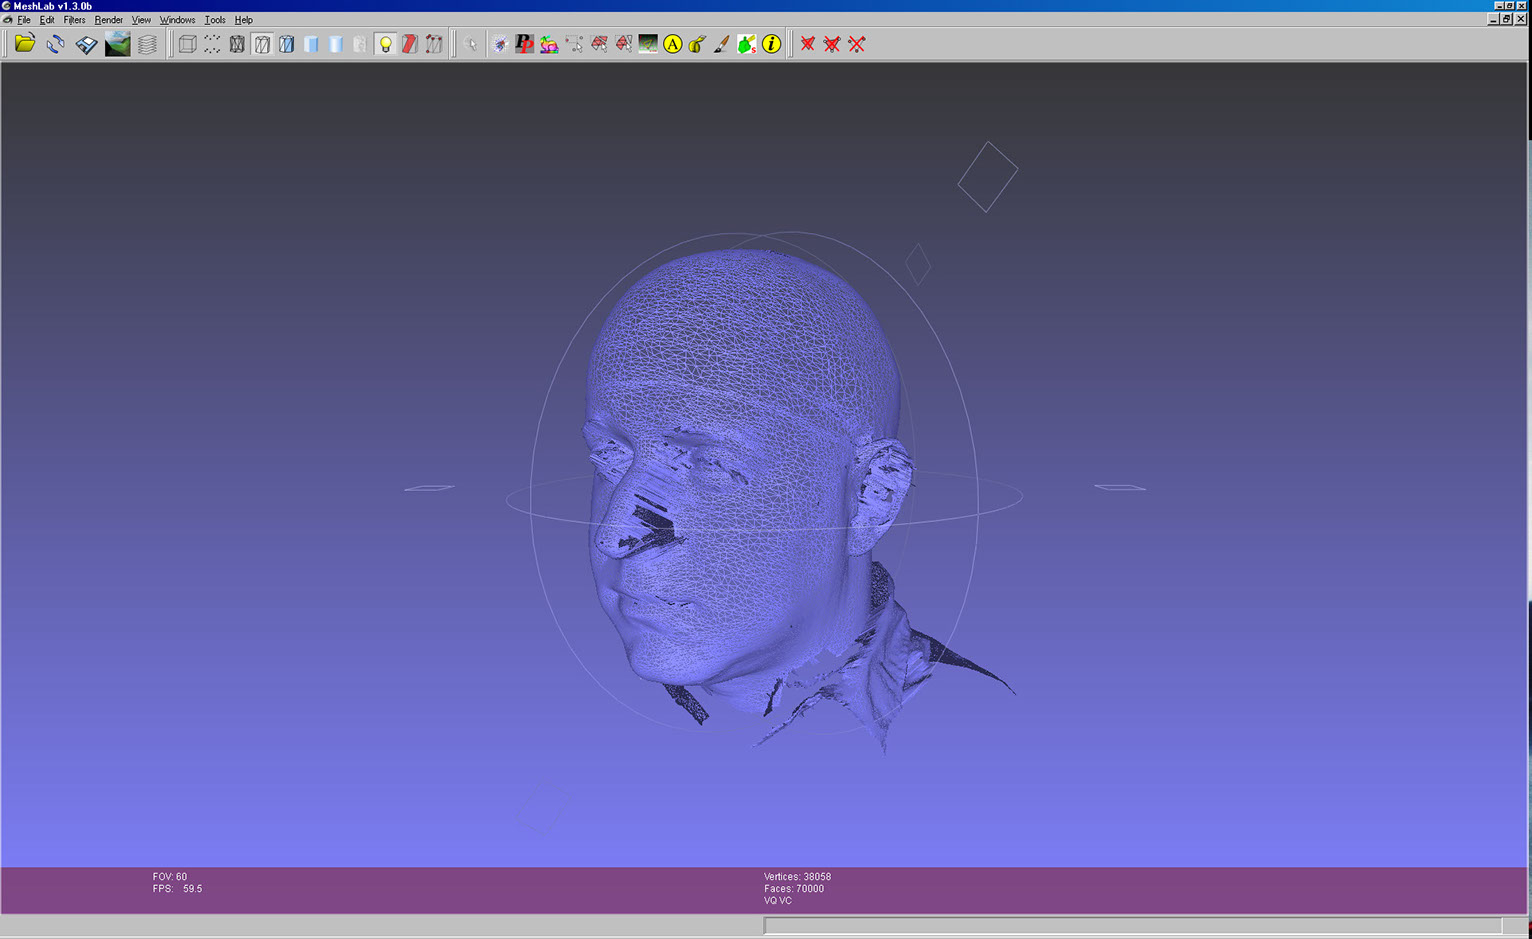 MeshLab v1.3.0b
File Edit Filters Render View Windows Tools Help
PP
A
s
i
FOV: 60
FPS: 59.5
Vertices: 38058
Faces: 70000
VQ VC